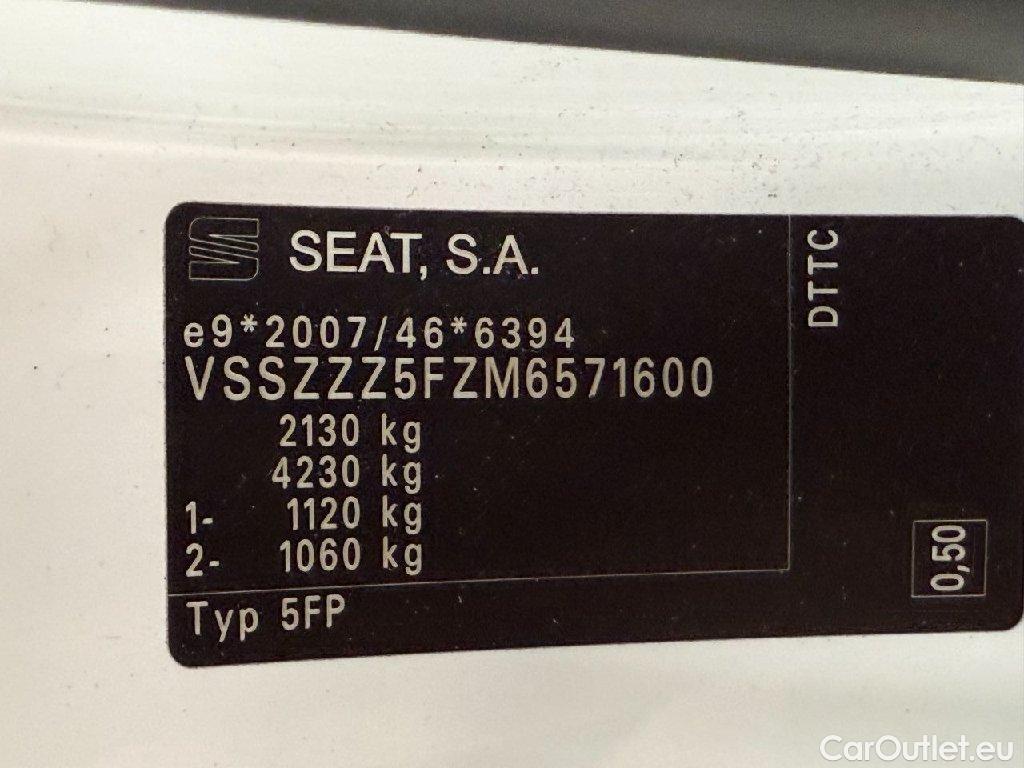 SEAT, S.A.
e9*2007/46*6394
VSSZZZ5FZM6571600
2130 kg
4230 kg
1- 1120 kg
2- 1060 kg
Typ 5FP
DTTC
0,50
CarOutlet.eu